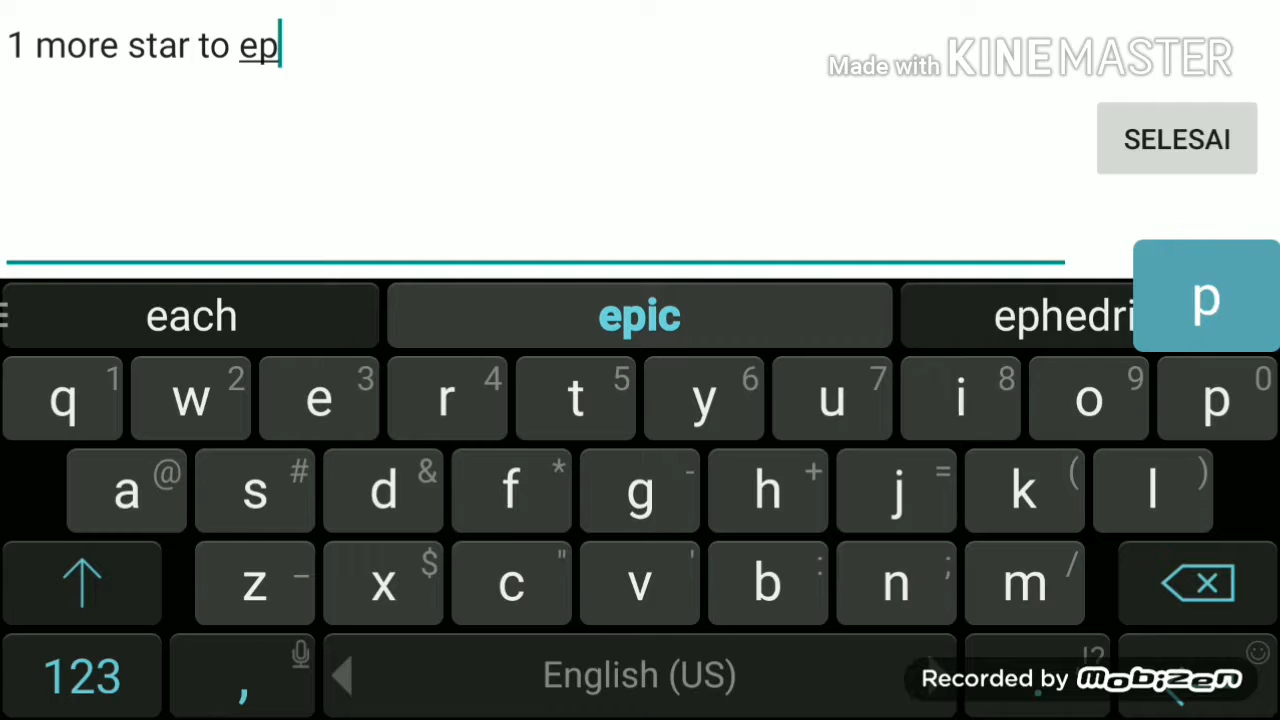 1 more star to ep
Made with KINEMASTER
SELESAI
each epic ephedri
p
q 1 w 2 e 3 r 4 t 5 y 6 u 7 i 8 o 9 p 0
a @ s # d & f * g - h + j = k ( l )
z _ x $ c " v ' b : n ; m /
123 , English (US) !? .
Recorded by mobizen